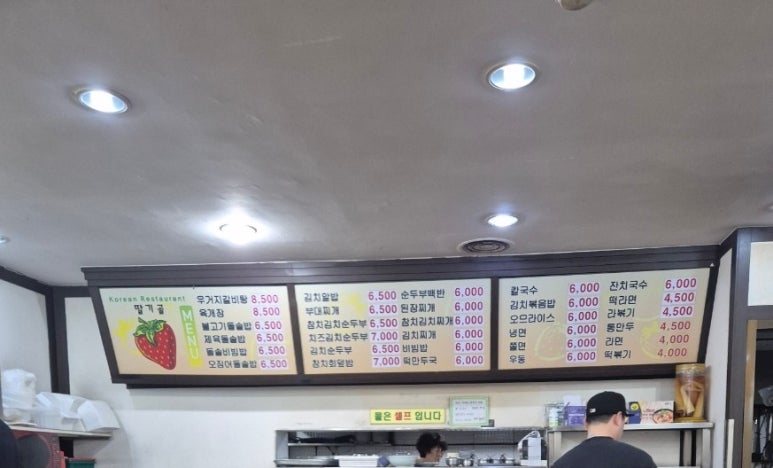 Korean Restaurant
딸기골
MENU
우거지갈비탕 8,500
육개장 8,500
불고기돌솥밥 6,500
제육돌솥밥 6,500
돌솥비빔밥 6,500
오징어돌솥밥 6,500
김치알밥 6,500
부대찌개 6,500
참치김치순두부 6,500
치즈김치순두부 7,000
김치순두부 6,500
참치회덮밥 7,000
순두부백반 6,000
된장찌개 6,000
참치김치찌개 6,000
김치찌개 6,000
비빔밥 6,000
떡만두국 6,000
칼국수 6,000
김치볶음밥 6,000
오므라이스 6,000
냉면 6,000
쫄면 6,000
우동 6,000
잔치국수 6,000
떡라면 4,500
라볶기 4,500
통만두 4,500
라면 4,000
떡볶기 4,000
물은 셀프 입니다